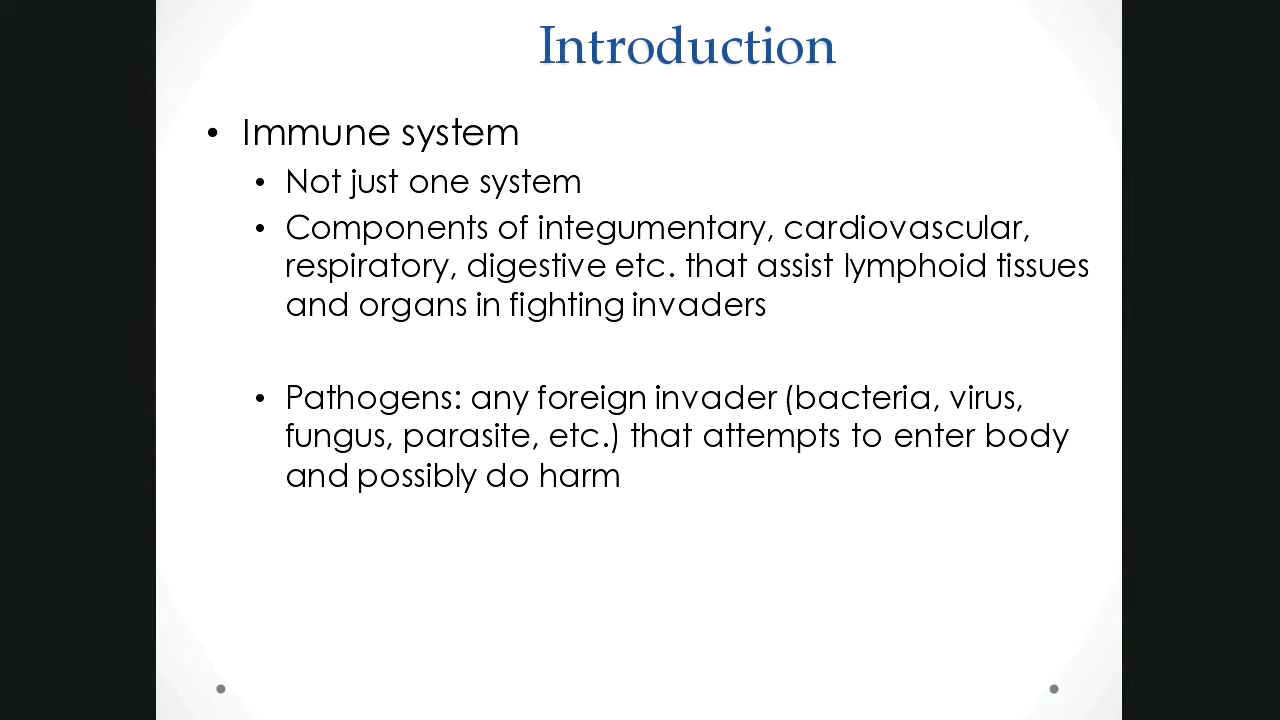 Introduction
• Immune system
• Not just one system
• Components of integumentary, cardiovascular,
respiratory, digestive etc. that assist lymphoid tissues
and organs in fighting invaders
• Pathogens: any foreign invader (bacteria, virus,
fungus, parasite, etc.) that attempts to enter body
and possibly do harm